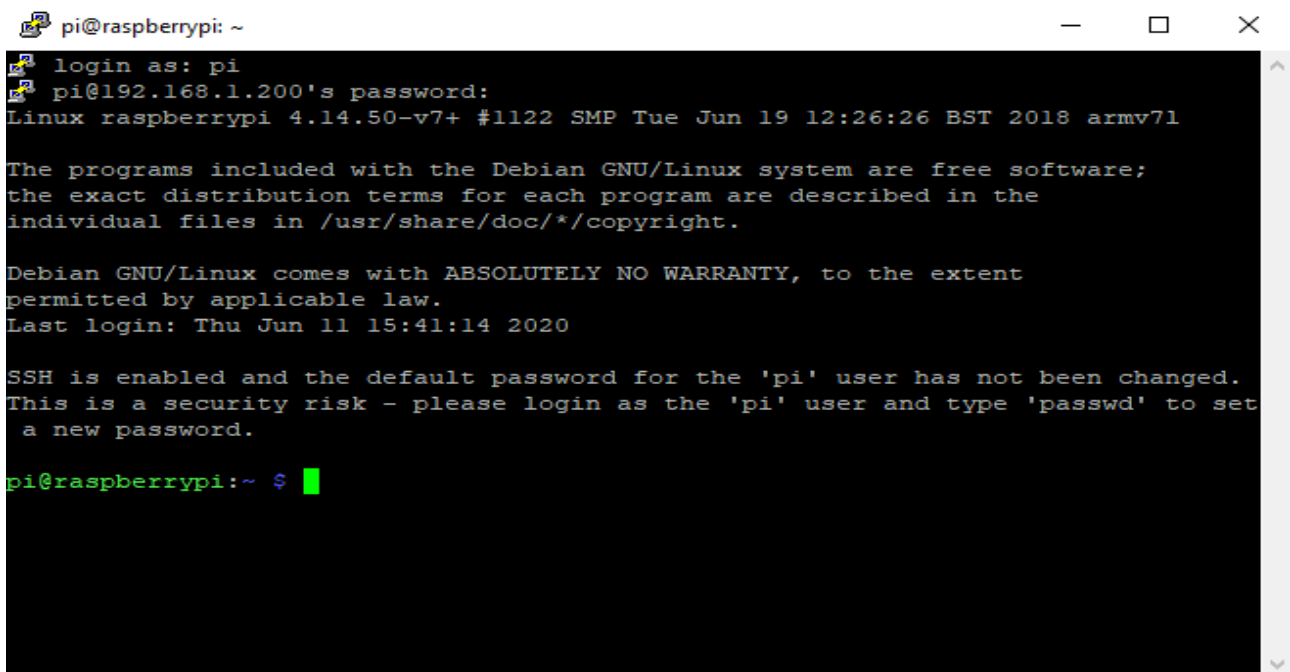 pi@raspberrypi: ~
login as: pi
pi@192.168.1.200's password:
Linux raspberrypi 4.14.50-v7+ #1122 SMP Tue Jun 19 12:26:26 BST 2018 armv7l
The programs included with the Debian GNU/Linux system are free software;
the exact distribution terms for each program are described in the
individual files in /usr/share/doc/*/copyright.
Debian GNU/Linux comes with ABSOLUTELY NO WARRANTY, to the extent
permitted by applicable law.
Last login: Thu Jun 11 15:41:14 2020
SSH is enabled and the default password for the 'pi' user has not been changed.
This is a security risk - please login as the 'pi' user and type 'passwd' to set
a new password.
pi@raspberrypi:~ $